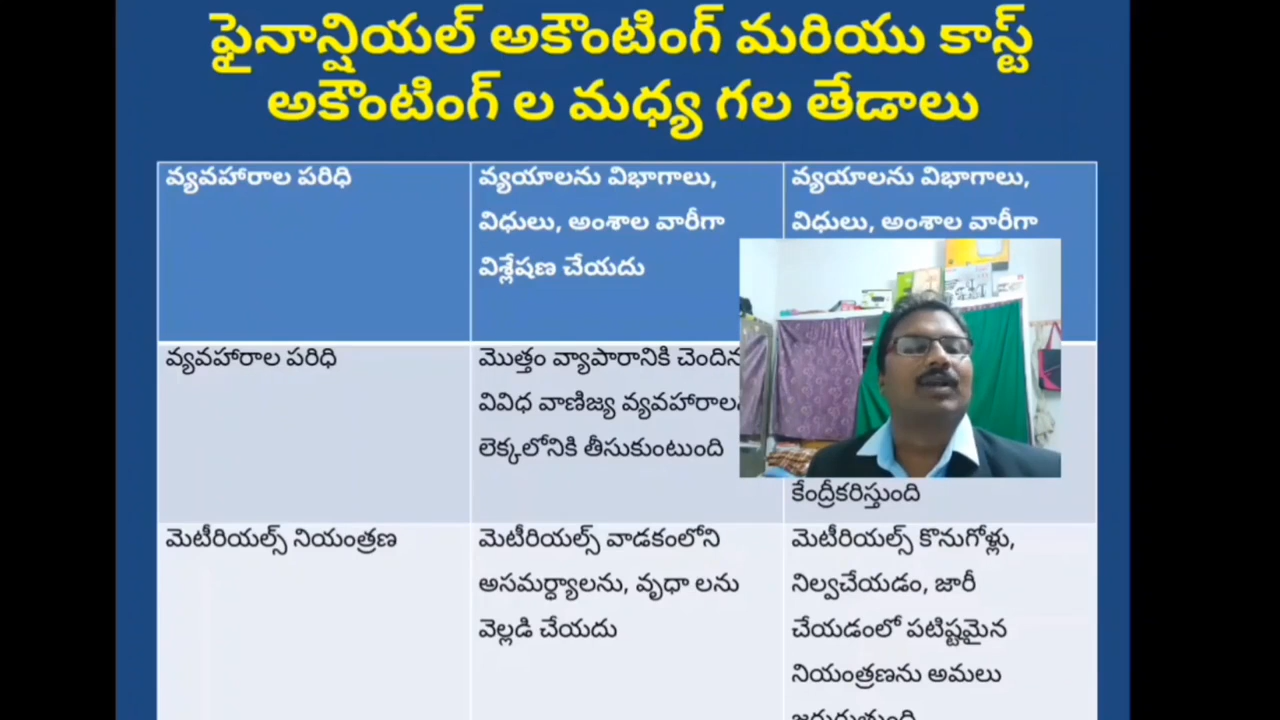 ఫైనాన్షియల్ అకౌంటింగ్ మరియు కాస్ట్
అకౌంటింగ్ ల మధ్య గల తేడాలు
వ్యవహారాల పరిధి
వ్యయాలను విభాగాలు,
విధులు, అంశాల వారీగా
విశ్లేషణ చేయదు
వ్యయాలను విభాగాలు,
విధులు, అంశాల వారీగా
వ్యవహారాల పరిధి
మొత్తం వ్యాపారానికి చెందిన
వివిధ వాణిజ్య
లెక్కలోనికి తీసుకుంటుంది
కేంద్రీకరిస్తుంది
మెటీరియల్స్ నియంత్రణ
మెటీరియల్స్ వాడకంలోని
అసమర్ధ్యాలను, వృధా లను
వెల్లడి చేయదు
మెటీరియల్స్ కొనుగోళ్లు,
నిల్వచేయడం, జారీ
చేయడంలో పటిష్టమైన
నియంత్రణను అమలు